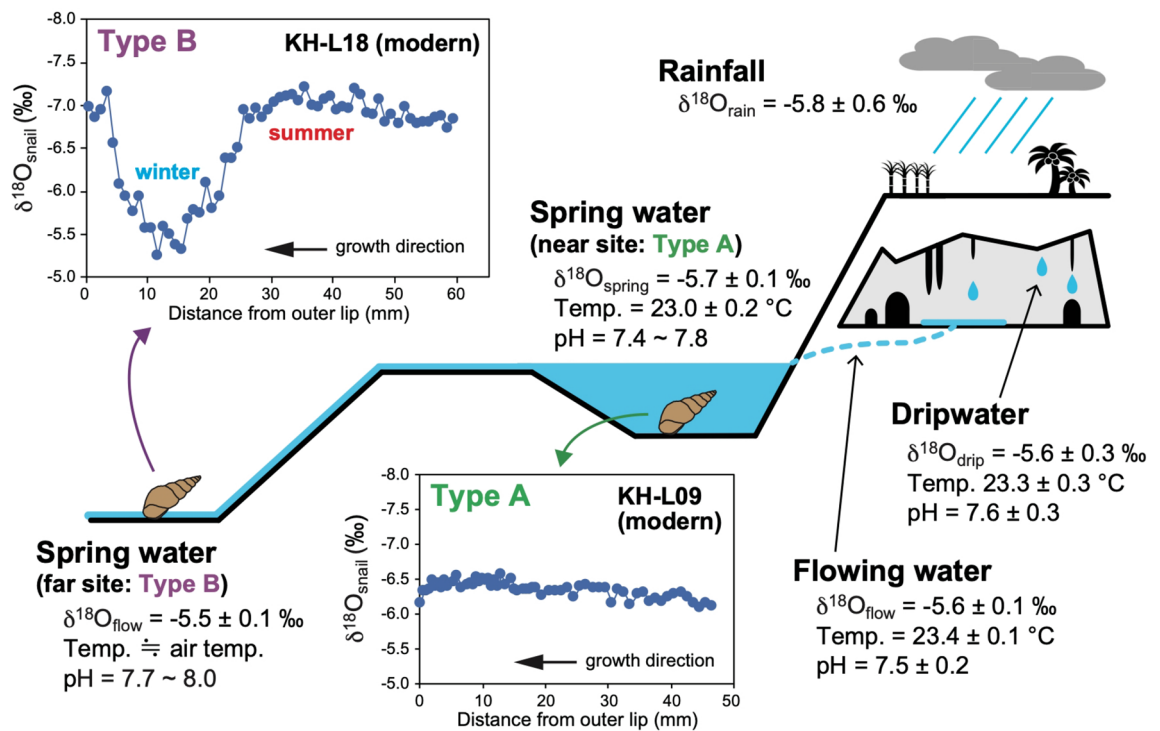 Type B
KH-L18 (modern)
-8.0
-7.5
-7.0
-6.5
-6.0
-5.5
-5.0
δ18Osnail (‰)
winter
summer
growth direction
0
10
20
30
40
50
60
Distance from outer lip (mm)
Rainfall
δ18Orain = -5.8 ± 0.6 ‰
Spring water
(near site: Type A)
δ18Ospring = -5.7 ± 0.1 ‰
Temp. = 23.0 ± 0.2 °C
pH = 7.4 ~ 7.8
Dripwater
δ18Odrip = -5.6 ± 0.3 ‰
Temp. 23.3 ± 0.3 °C
pH = 7.6 ± 0.3
Type A
KH-L09
(modern)
-8.0
-7.5
-7.0
-6.5
-6.0
-5.5
-5.0
δ18Osnail (‰)
growth direction
0
10
20
30
40
50
Distance from outer lip (mm)
Spring water
(far site: Type B)
δ18Oflow = -5.5 ± 0.1 ‰
Temp. ≒ air temp.
pH = 7.7 ~ 8.0
Flowing water
δ18Oflow = -5.6 ± 0.1 ‰
Temp. = 23.4 ± 0.1 °C
pH = 7.5 ± 0.2